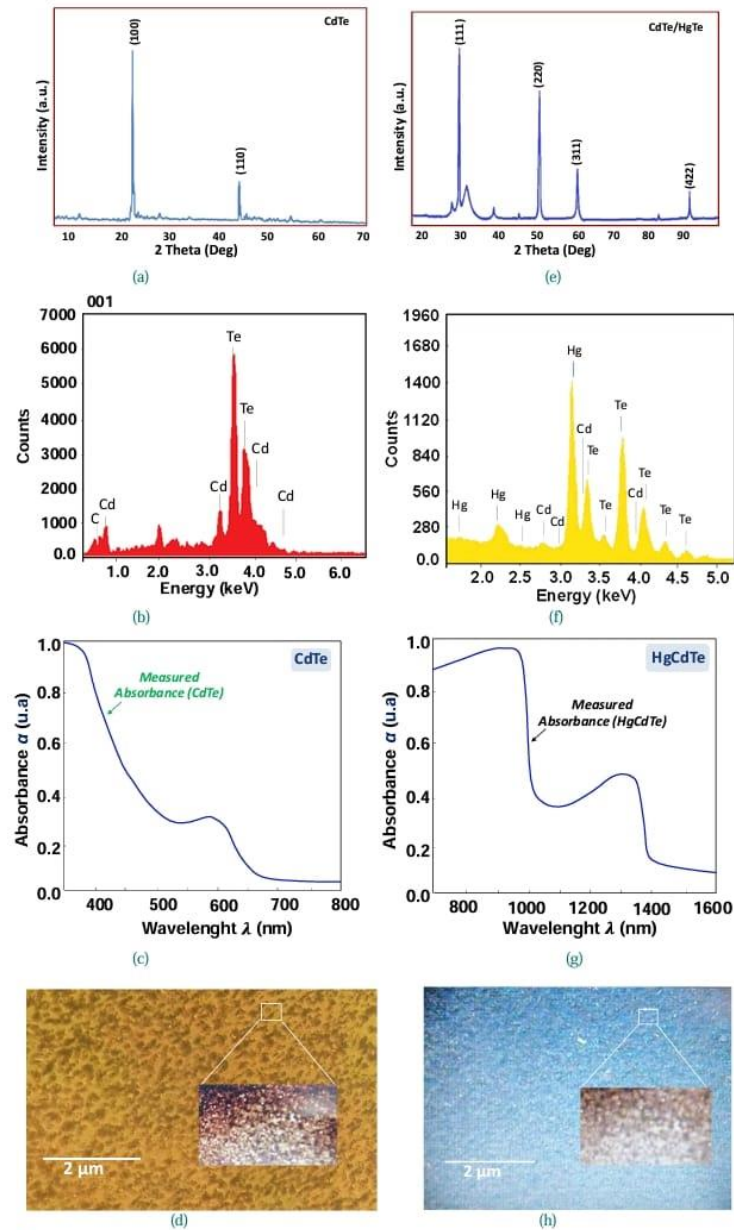 CdTe
(100)
(110)
Intensity (a.u.)
10 20 30 40 50 60 70
2 Theta (Deg)
(a)
CdTe/HgTe
(111)
(220)
(311)
(422)
Intensity (a.u.)
20 30 40 50 60 70 80 90
2 Theta (Deg)
(e)
001
7000
6000
5000
4000
3000
2000
1000
0.0
Counts
Te
Te
Cd
Cd
Cd
Cd
C
1.0 2.0 3.0 4.0 5.0 6.0
Energy (keV)
(b)
1960
1680
1400
1120
840
560
280
0.0
Counts
Hg
Cd
Te
Te
Te
Cd
Te
Te
Te
Hg
Hg
Hg
Cd
Cd
2.0 2.5 3.0 3.5 4.0 4.5 5.0
Energy (keV)
(f)
CdTe
Measured
Absorbance (CdTe)
1.0
0.8
0.6
0.4
0.2
0.0
Absorbance α (u.a)
400 500 600 700 800
Wavelenght λ (nm)
(c)
HgCdTe
Measured
Absorbance (HgCdTe)
1.0
0.8
0.6
0.4
0.2
0.0
Absorbance α (u.a)
800 1000 1200 1400 1600
Wavelenght λ (nm)
(g)
2 μm
(d)
2 μm
(h)